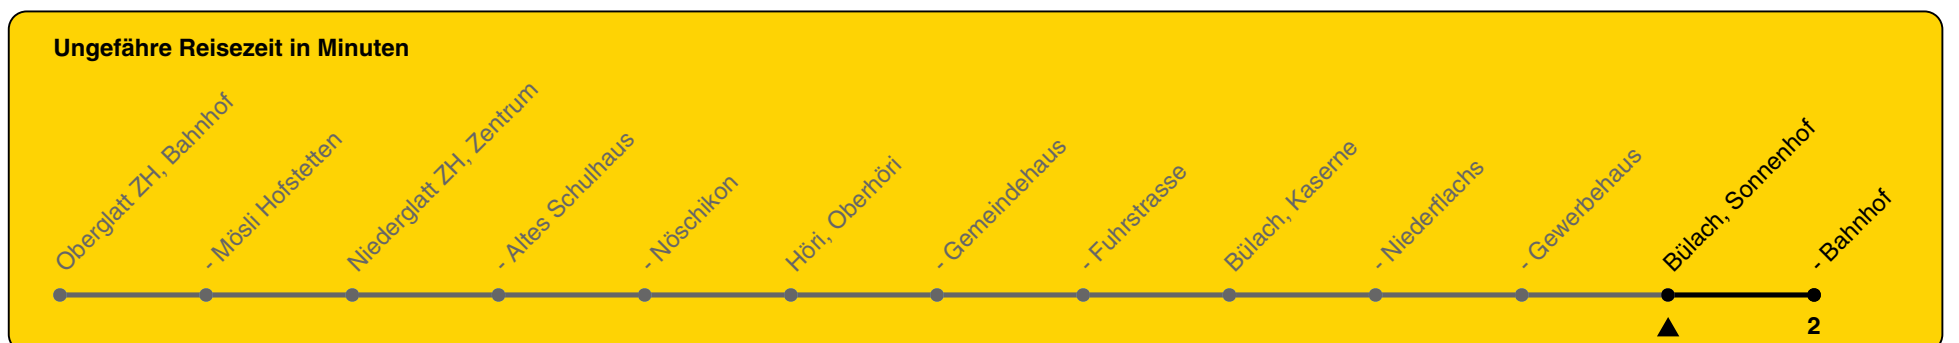 Ungefähre Reisezeit in Minuten
Oberglatt ZH, Bahnhof
- Mösli Hofstetten
Niederglatt ZH, Zentrum
- Altes Schulhaus
- Nöschikon
Höri, Oberhöri
- Gemeindehaus
- Fuhrstrasse
Bülach, Kaserne
- Niederflachs
- Gewerbehaus
Bülach, Sonnenhof
- Bahnhof
2